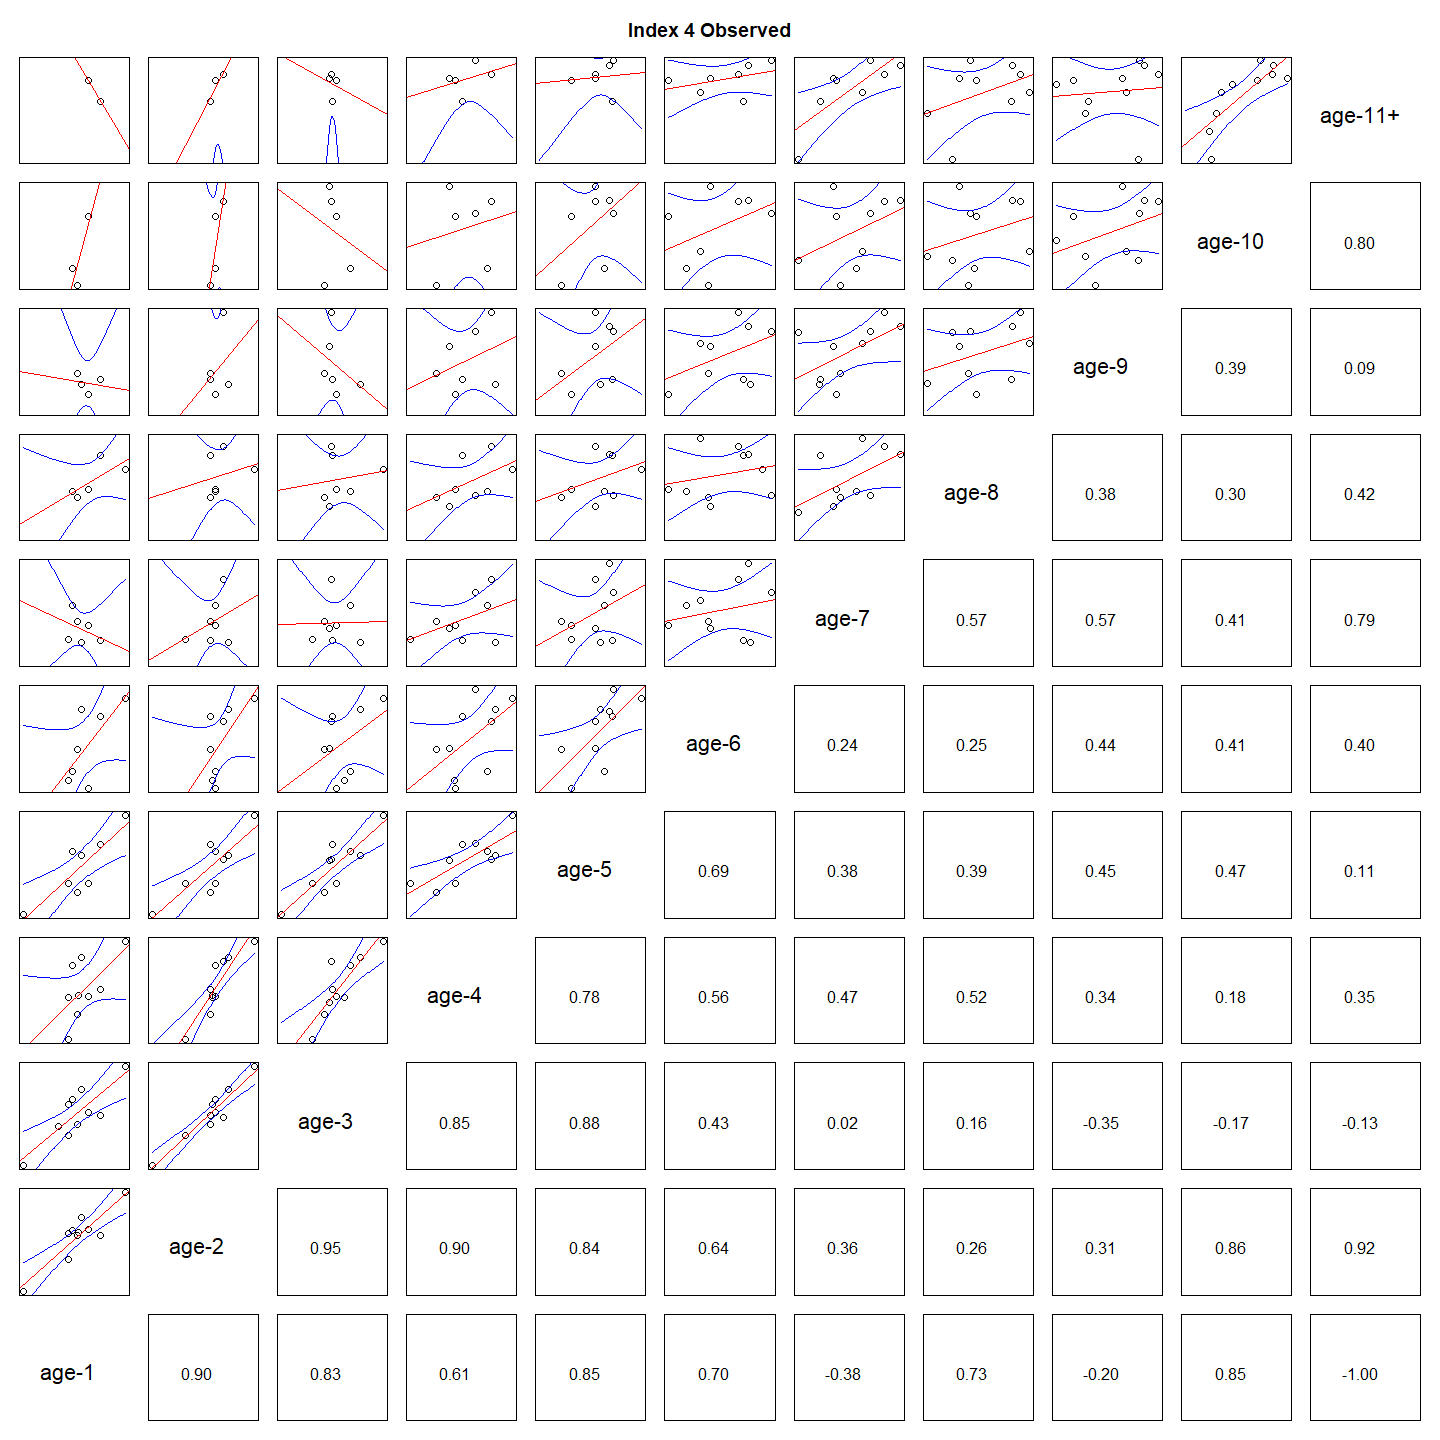 Index 4 Observed
age-11+
age-10 0.80
age-9 0.39 0.09
age-8 0.38 0.30 0.42
age-7 0.57 0.57 0.41 0.79
age-6 0.24 0.25 0.44 0.41 0.40
age-5 0.69 0.38 0.39 0.45 0.47 0.11
age-4 0.78 0.56 0.47 0.52 0.34 0.18 0.35
age-3 0.85 0.88 0.43 0.02 0.16 -0.35 -0.17 -0.13
age-2 0.95 0.90 0.84 0.64 0.36 0.26 0.31 0.86 0.92
age-1 0.90 0.83 0.61 0.85 0.70 -0.38 0.73 -0.20 0.85 -1.00